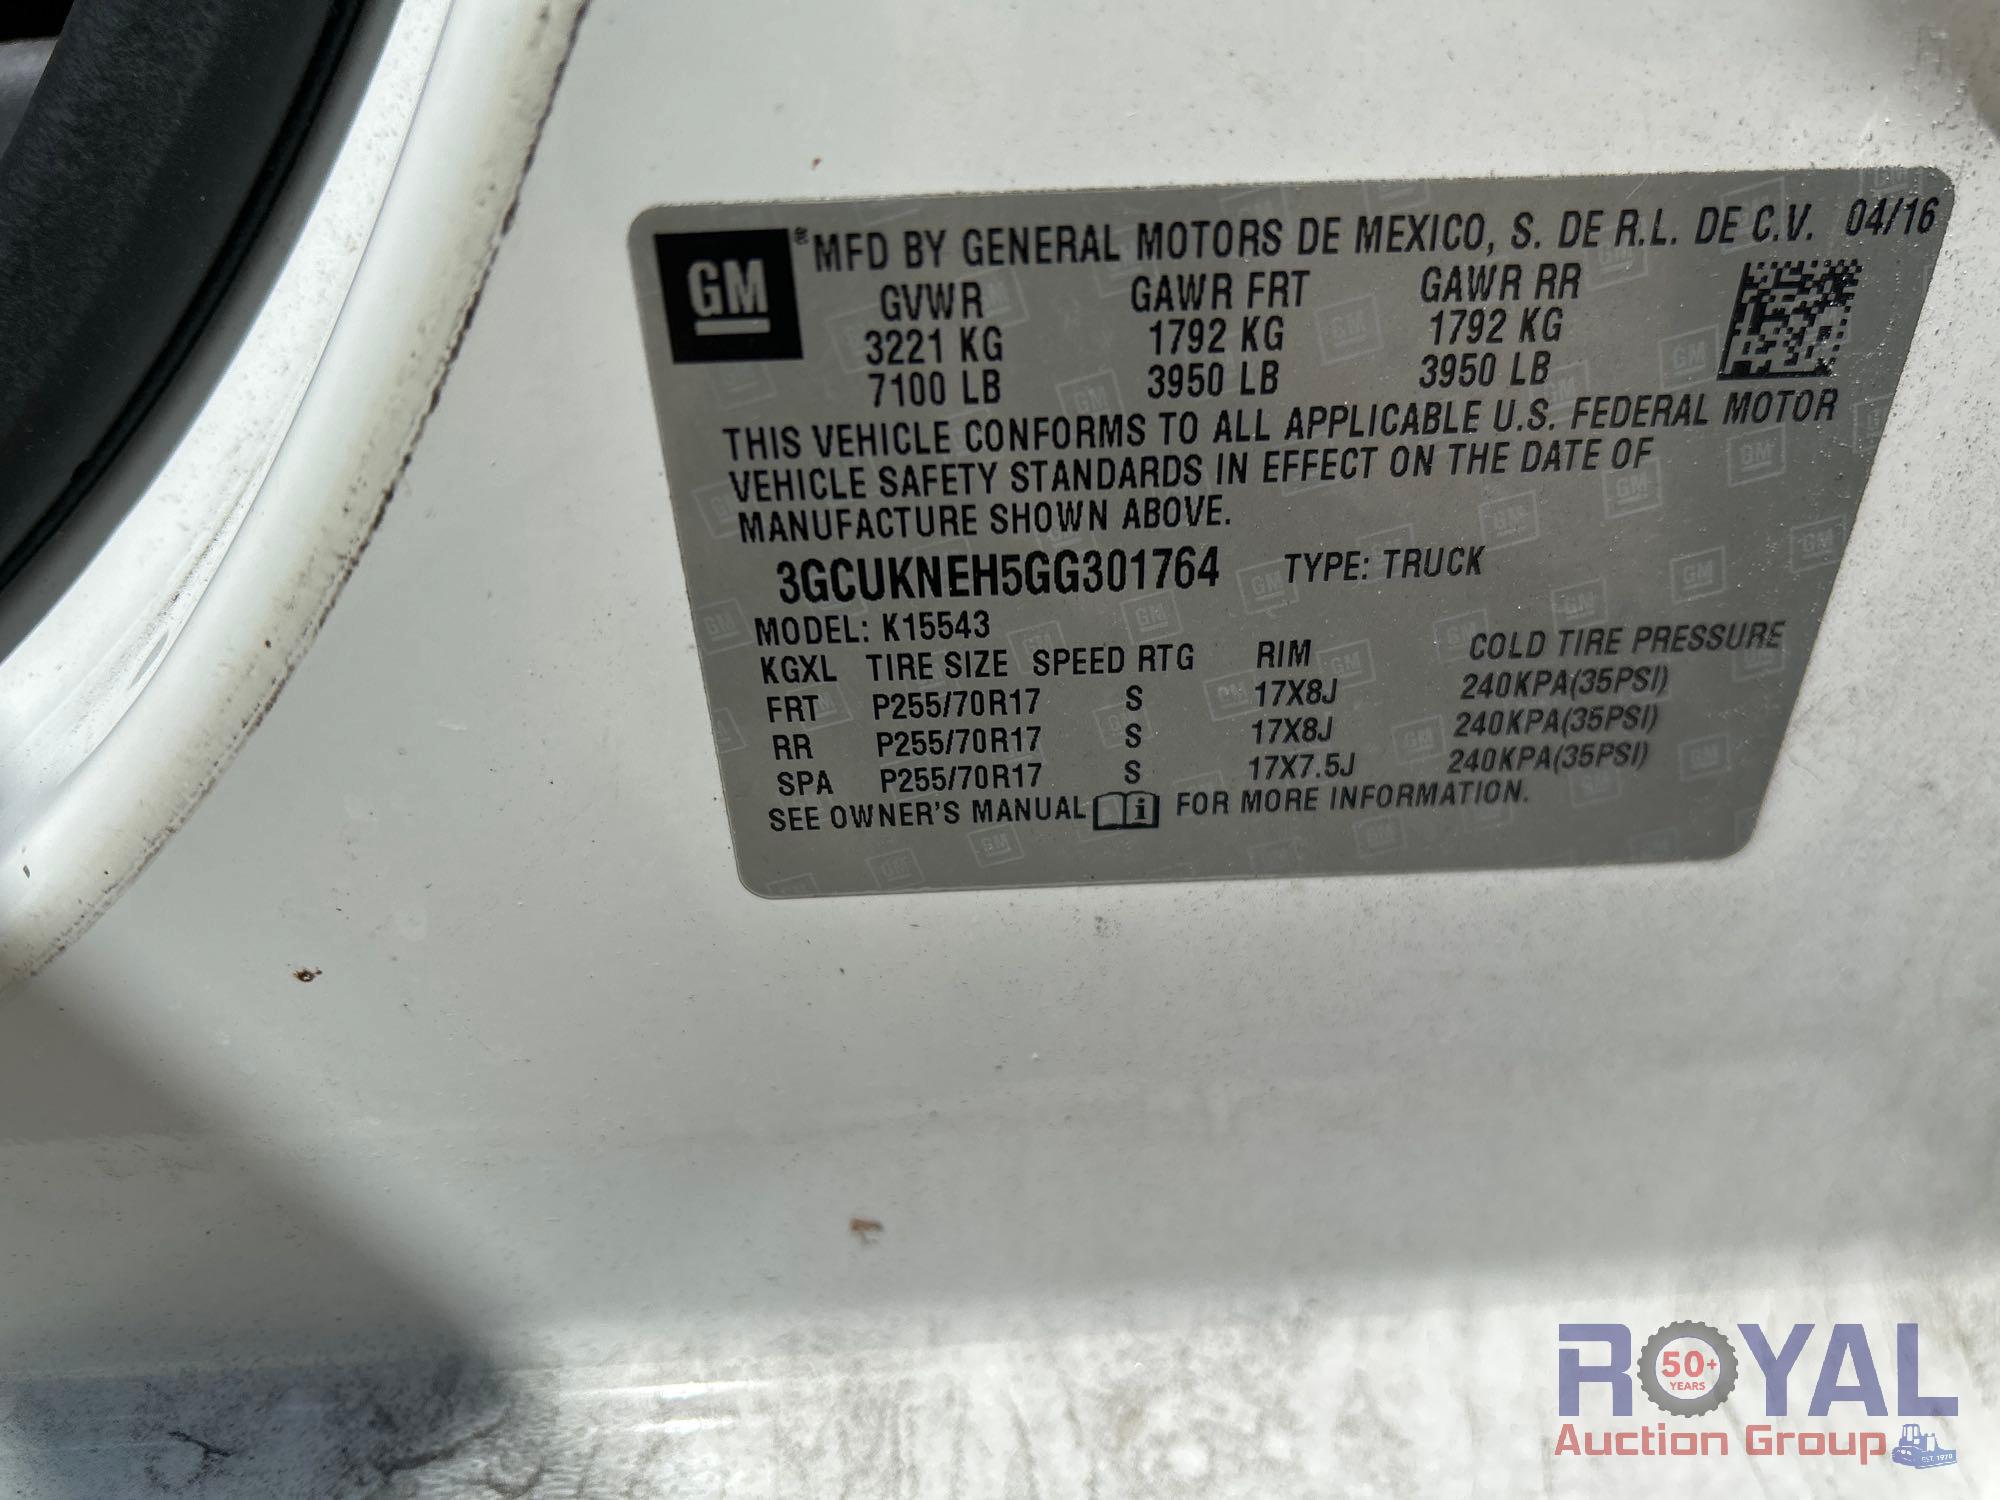 GM ® MFD BY GENERAL MOTORS DE MEXICO, S. DE R.L. DE C.V. 04/16
GVWR GAWR FRT GAWR RR
3221 KG 1792 KG 1792 KG
7100 LB 3950 LB 3950 LB
THIS VEHICLE CONFORMS TO ALL APPLICABLE U.S. FEDERAL MOTOR
VEHICLE SAFETY STANDARDS IN EFFECT ON THE DATE OF
MANUFACTURE SHOWN ABOVE.
3GCUKNEH5GG301764 TYPE: TRUCK
MODEL: K15543
KGXL TIRE SIZE SPEED RTG RIM COLD TIRE PRESSURE
FRT P255/70R17 S 17X8J 240KPA(35PSI)
RR P255/70R17 S 17X8J 240KPA(35PSI)
SPA P255/70R17 S 17X7.5J 240KPA(35PSI)
SEE OWNER'S MANUAL i FOR MORE INFORMATION.
ROYAL
50+
YEARS
Auction Group
EST. 1970